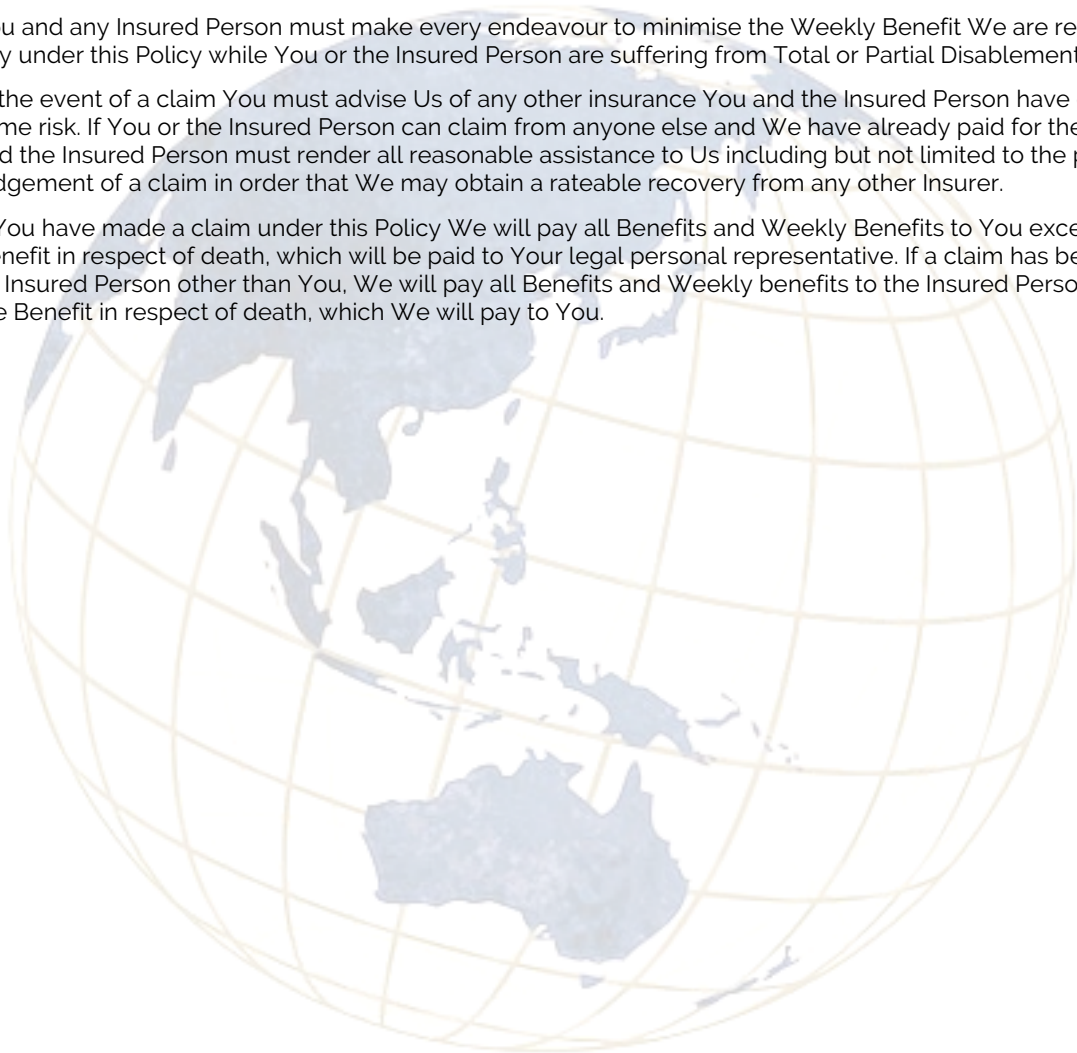 u and any Insured Person must make every endeavour to minimise the Weekly Benefit We are re
y under this Policy while You or the Insured Person are suffering from Total or Partial Disablement
the event of a claim You must advise Us of any other insurance You and the Insured Person have
me risk. If You or the Insured Person can claim from anyone else and We have already paid for the
d the Insured Person must render all reasonable assistance to Us including but not limited to the p
dgement of a claim in order that We may obtain a rateable recovery from any other Insurer.
You have made a claim under this Policy We will pay all Benefits and Weekly Benefits to You exce
nefit in respect of death, which will be paid to Your legal personal representative. If a claim has be
Insured Person other than You, We will pay all Benefits and Weekly benefits to the Insured Perso
e Benefit in respect of death, which We will pay to You.